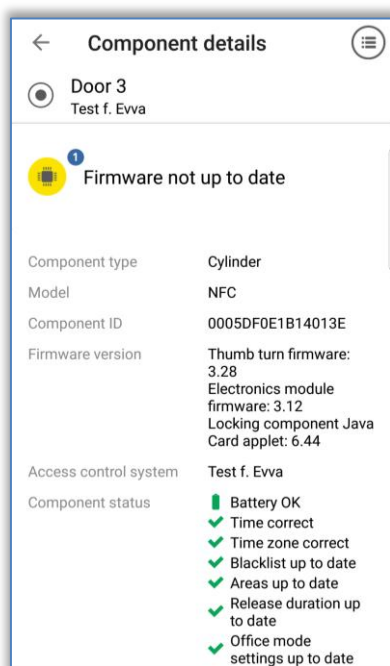 Component details
Door 3
Test f. Evva
1
Firmware not up to date
Component type Cylinder
Model NFC
Component ID 0005DF0E1B14013E
Firmware version Thumb turn firmware:
3.28
Electronics module
firmware: 3.12
Locking component Java
Card applet: 6.44
Access control system Test f. Evva
Component status Battery OK
Time correct
Time zone correct
Blacklist up to date
Areas up to date
Release duration up
to date
Office mode
settings up to date